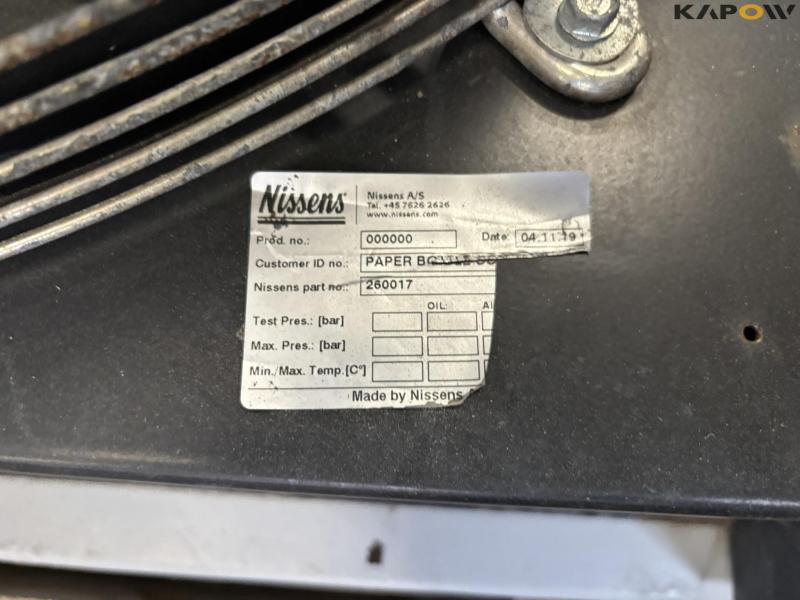 KAPOW
Nissens
Nissens A/S
Tel. +45 7626 2626
www.nissens.com
Prod. no.: 000000 Date: 04.11.19
Customer ID no.: PAPER
Nissens part no.: 260017
OIL:
Test Pres.: [bar]
Max. Pres.: [bar]
Min./Max. Temp.[C°]
Made by Nissens